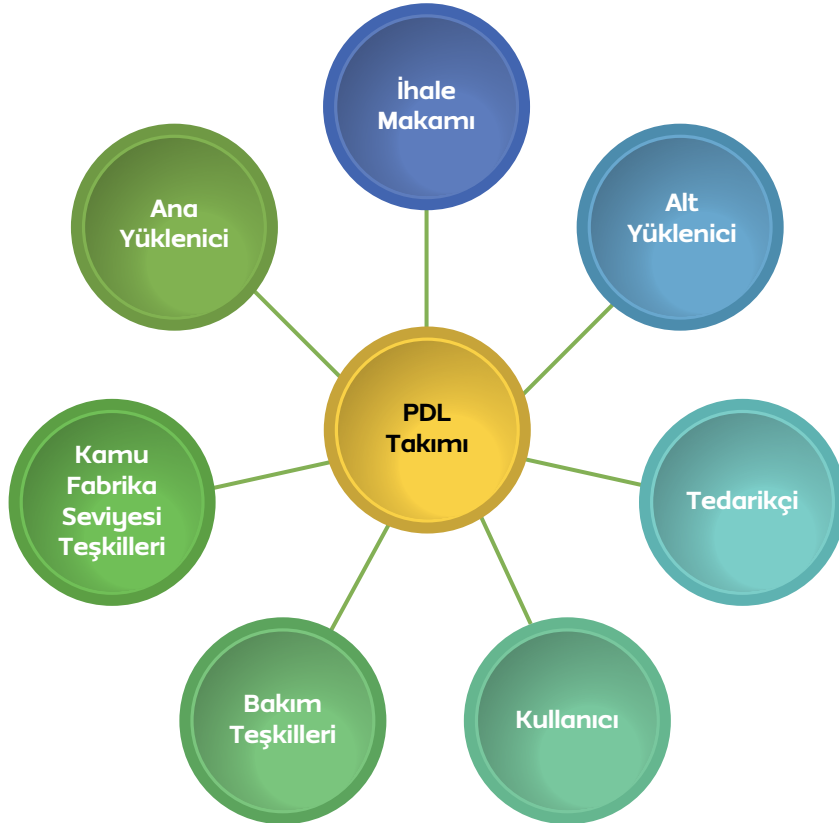 İhale
Makamı
Ana
Yüklenici
Alt
Yüklenici
PDL
Takımı
Kamu
Fabrika
Seviyesi
Teşkilleri
Tedarikçi
Bakım
Teşkilleri
Kullanıcı